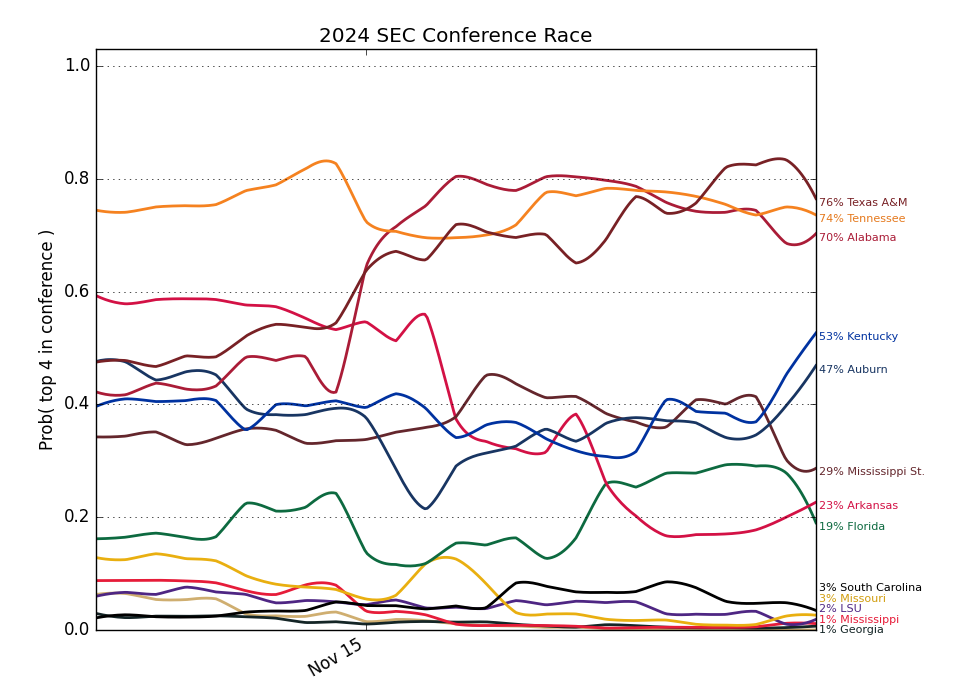 2024 SEC Conference Race
1.0
0.8
0.6
0.4
0.2
0.0
Prob( top 4 in conference )
Nov 15
76% Texas A&M
74% Tennessee
70% Alabama
53% Kentucky
47% Auburn
29% Mississippi St.
23% Arkansas
19% Florida
3% South Carolina
3% Missouri
2% LSU
1% Mississippi
1% Georgia